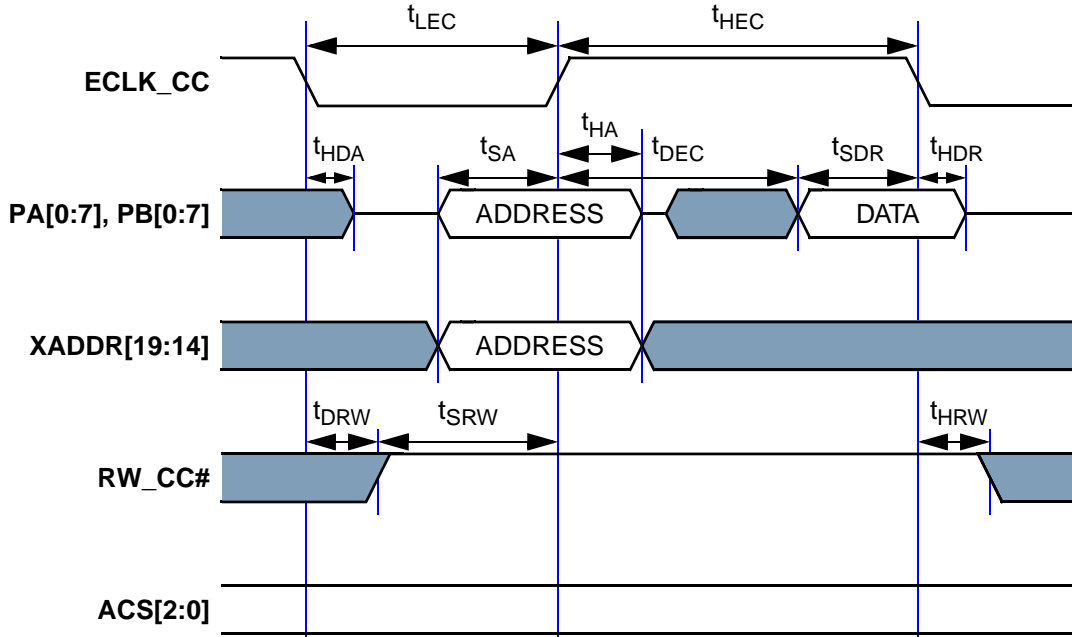 tLEC tHEC
ECLK_CC
tHDA tSA tHA tDEC tSDR tHDR
PA[0:7], PB[0:7] ADDRESS DATA
XADDR[19:14] ADDRESS
tDRW tSRW tHRW
RW_CC#
ACS[2:0]